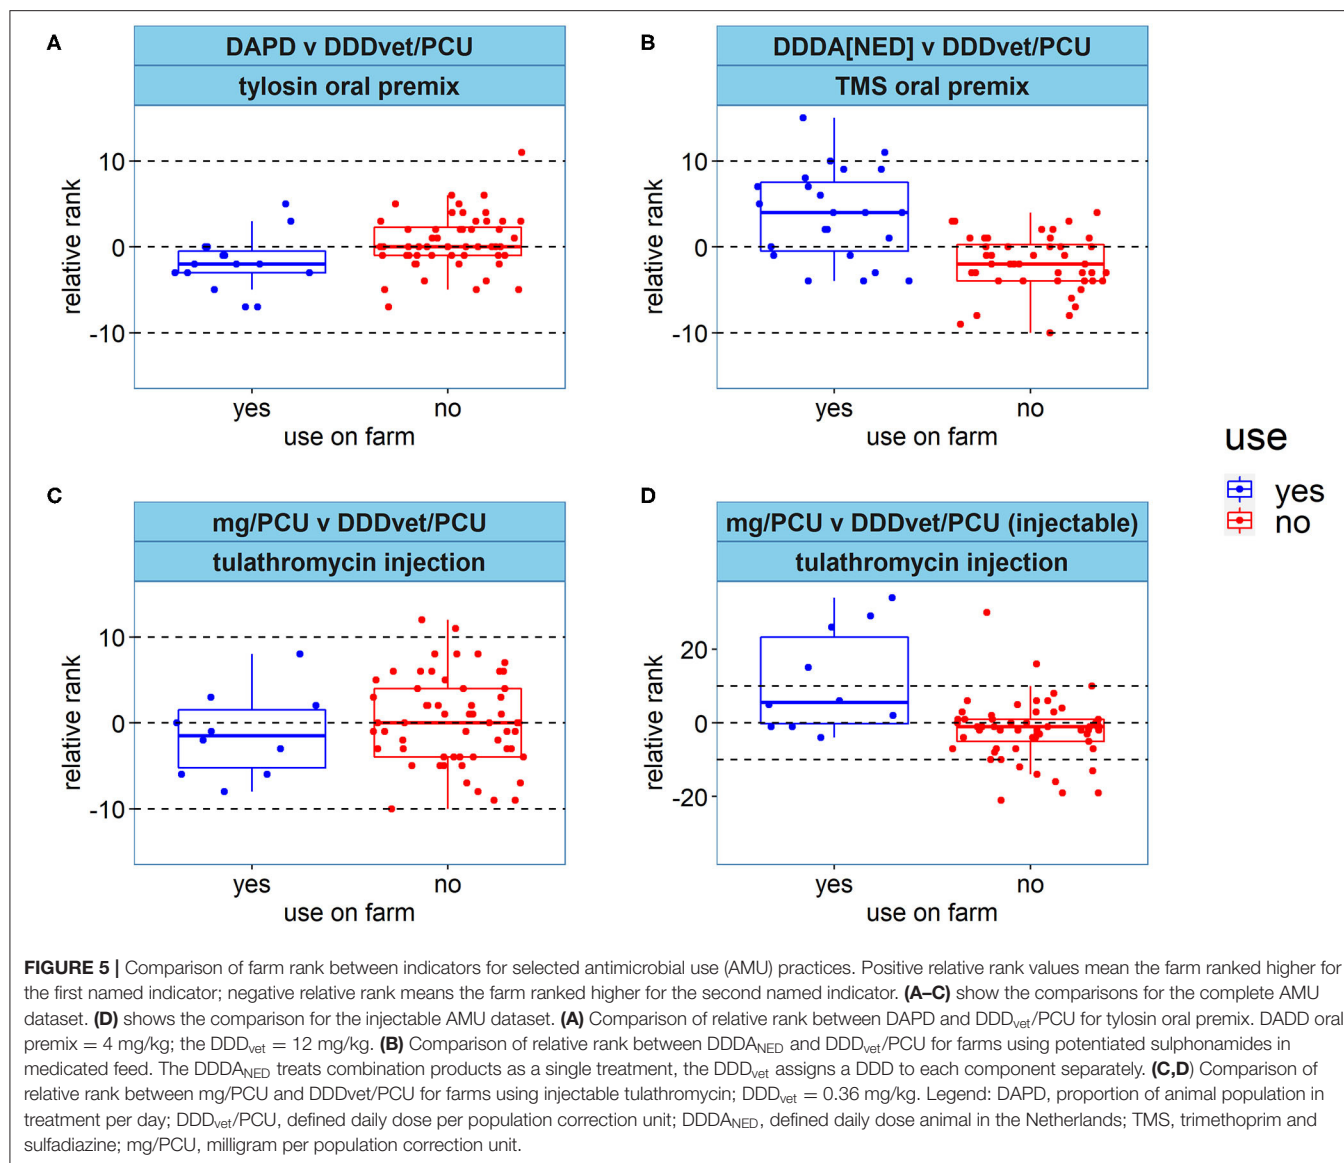 A
DAPD v DDDvet/PCU
tylosin oral premix
relative rank
10
0
-10
yes
no
use on farm
B
DDDA[NED] v DDDvet/PCU
TMS oral premix
relative rank
10
0
-10
yes
no
use on farm
use
yes
no
C
mg/PCU v DDDvet/PCU
tulathromycin injection
relative rank
10
0
-10
yes
no
use on farm
D
mg/PCU v DDDvet/PCU (injectable)
tulathromycin injection
relative rank
20
0
-20
yes
no
use on farm
FIGURE 5 | Comparison of farm rank between indicators for selected antimicrobial use (AMU) practices. Positive relative rank values mean the farm ranked higher for
the first named indicator; negative relative rank means the farm ranked higher for the second named indicator. (A–C) show the comparisons for the complete AMU
dataset. (D) shows the comparison for the injectable AMU dataset. (A) Comparison of relative rank between DAPD and DDDvet/PCU for tylosin oral premix. DADD oral
premix = 4 mg/kg; the DDDvet = 12 mg/kg. (B) Comparison of relative rank between DDDANED and DDDvet/PCU for farms using potentiated sulphonamides in
medicated feed. The DDDANED treats combination products as a single treatment, the DDDvet assigns a DDD to each component separately. (C,D) Comparison of
relative rank between mg/PCU and DDDvet/PCU for farms using injectable tulathromycin; DDDvet = 0.36 mg/kg. Legend: DAPD, proportion of animal population in
treatment per day; DDDvet/PCU, defined daily dose per population correction unit; DDDANED, defined daily dose animal in the Netherlands; TMS, trimethoprim and
sulfadiazine; mg/PCU, milligram per population correction unit.